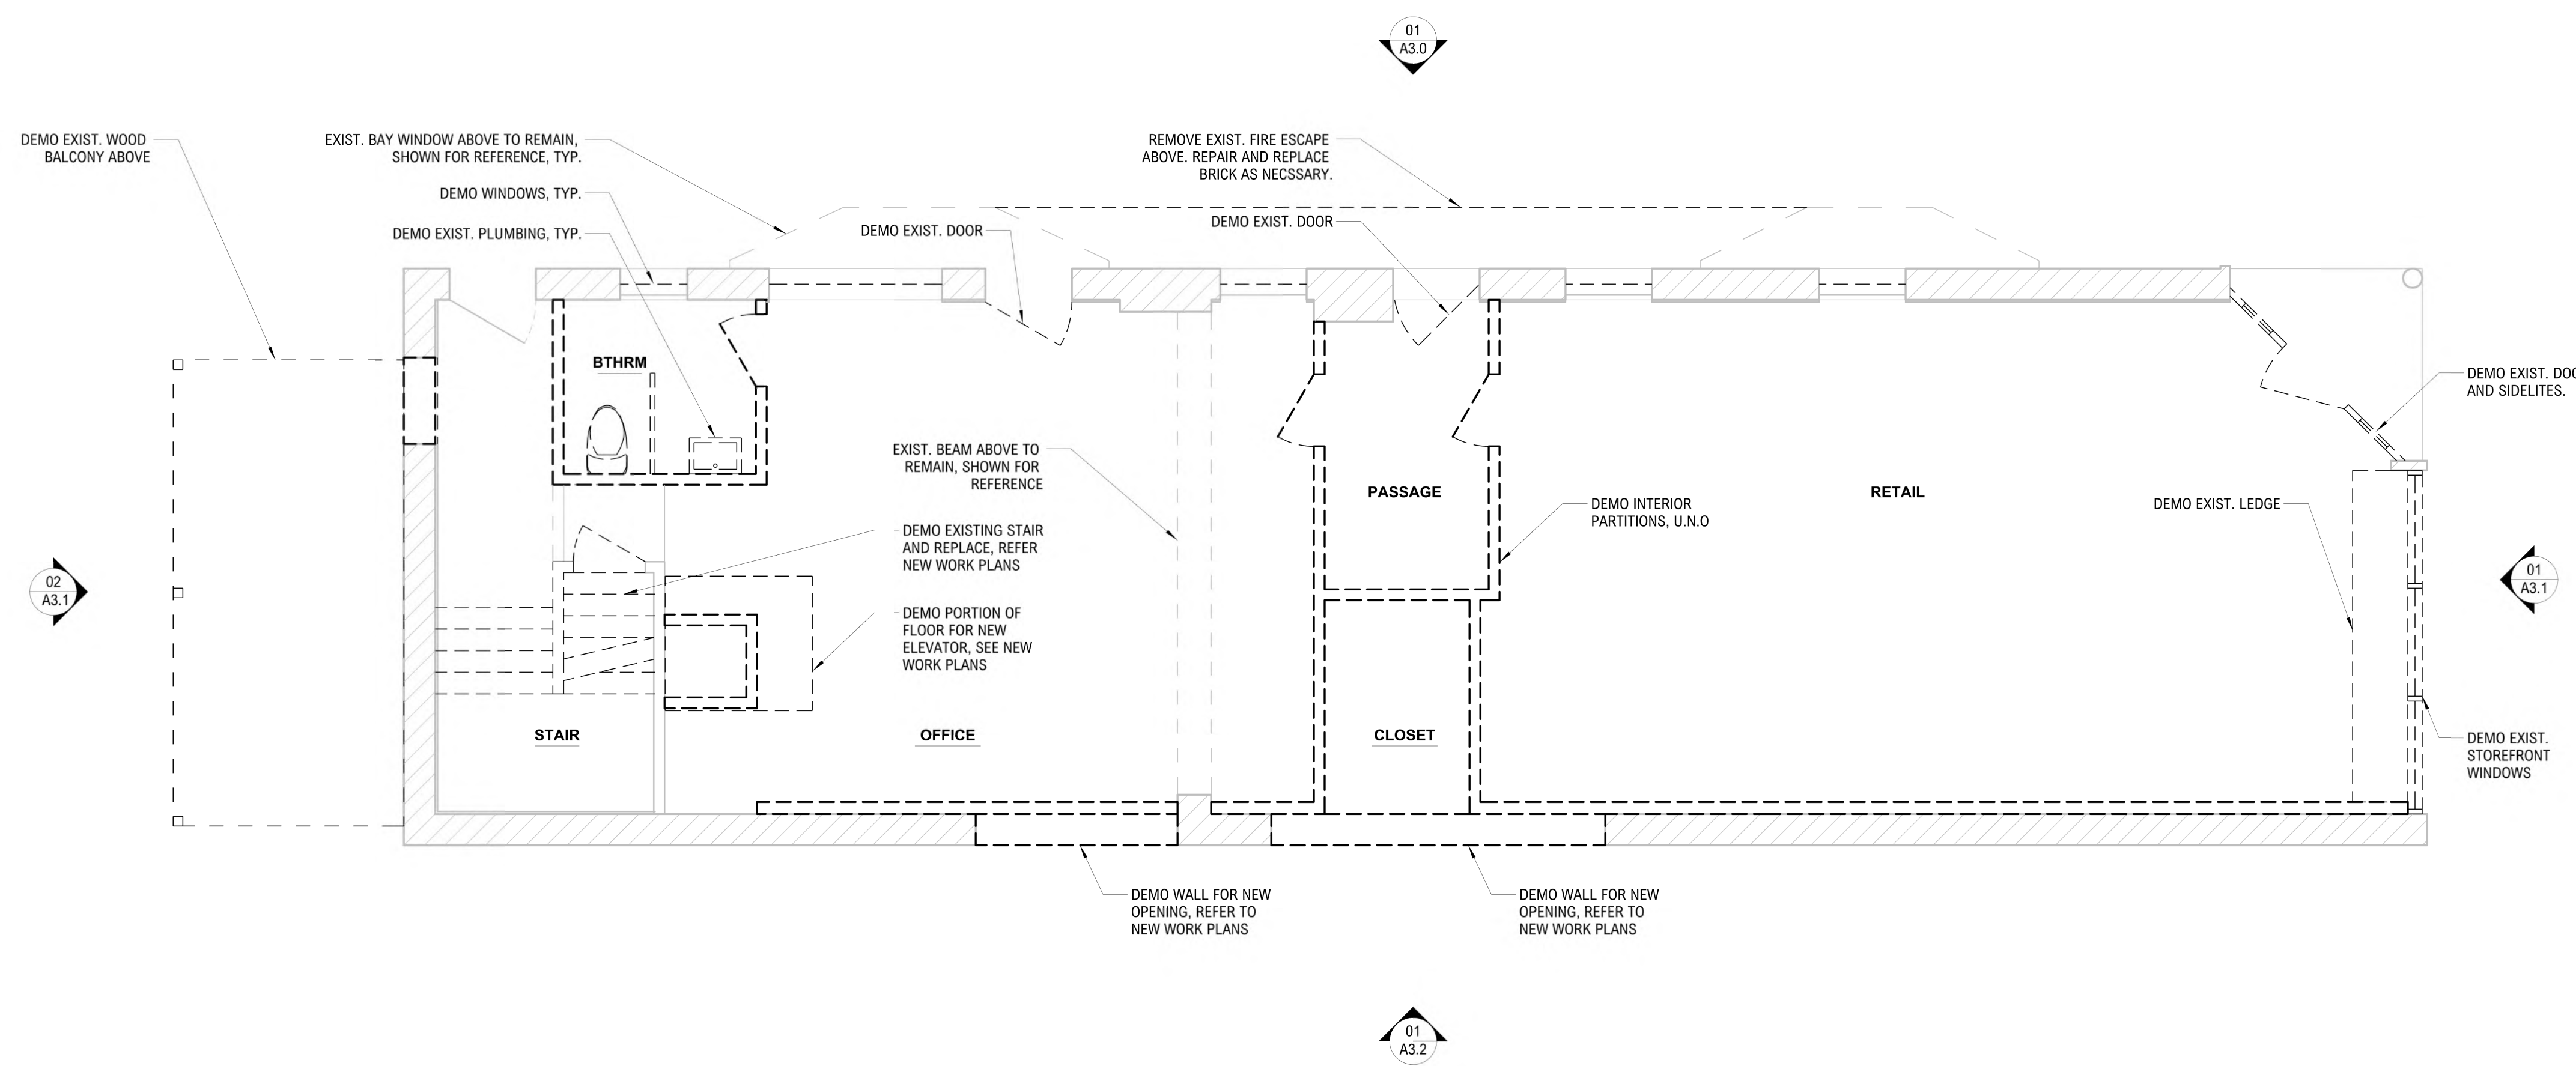 01
A3.0
DEMO EXIST. WOOD
BALCONY ABOVE
EXIST. BAY WINDOW ABOVE TO REMAIN,
SHOWN FOR REFERENCE, TYP.
REMOVE EXIST. FIRE ESCAPE
ABOVE. REPAIR AND REPLACE
BRICK AS NECSSARY.
DEMO WINDOWS, TYP.
DEMO EXIST. PLUMBING, TYP.
DEMO EXIST. DOOR
DEMO EXIST. DOOR
BTHRM
DEMO EXIST. DOO
AND SIDELITES.
EXIST. BEAM ABOVE TO
REMAIN, SHOWN FOR
REFERENCE
PASSAGE
RETAIL
DEMO INTERIOR
PARTITIONS, U.N.O
DEMO EXIST. LEDGE
DEMO EXISTING STAIR
AND REPLACE, REFER
NEW WORK PLANS
02
A3.1
01
A3.1
DEMO PORTION OF
FLOOR FOR NEW
ELEVATOR, SEE NEW
WORK PLANS
STAIR
OFFICE
CLOSET
DEMO EXIST.
STOREFRONT
WINDOWS
DEMO WALL FOR NEW
OPENING, REFER TO
NEW WORK PLANS
DEMO WALL FOR NEW
OPENING, REFER TO
NEW WORK PLANS
01
A3.2